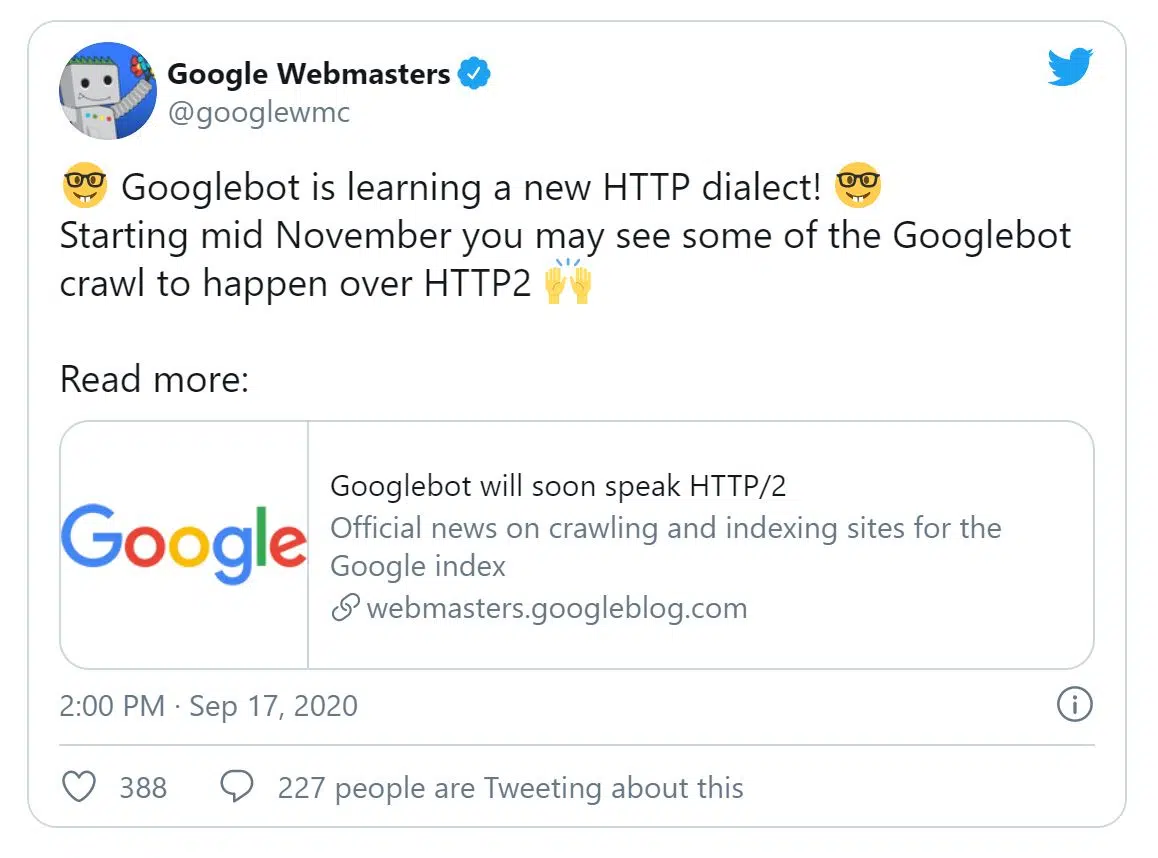 Google Webmasters
@googlewmc
🤓 Googlebot is learning a new HTTP dialect! 🤓
Starting mid November you may see some of the Googlebot
crawl to happen over HTTP2 🙌
Read more:
Google
Googlebot will soon speak HTTP/2
Official news on crawling and indexing sites for the
Google index
webmasters.googleblog.com
2:00 PM · Sep 17, 2020
388
227 people are Tweeting about this